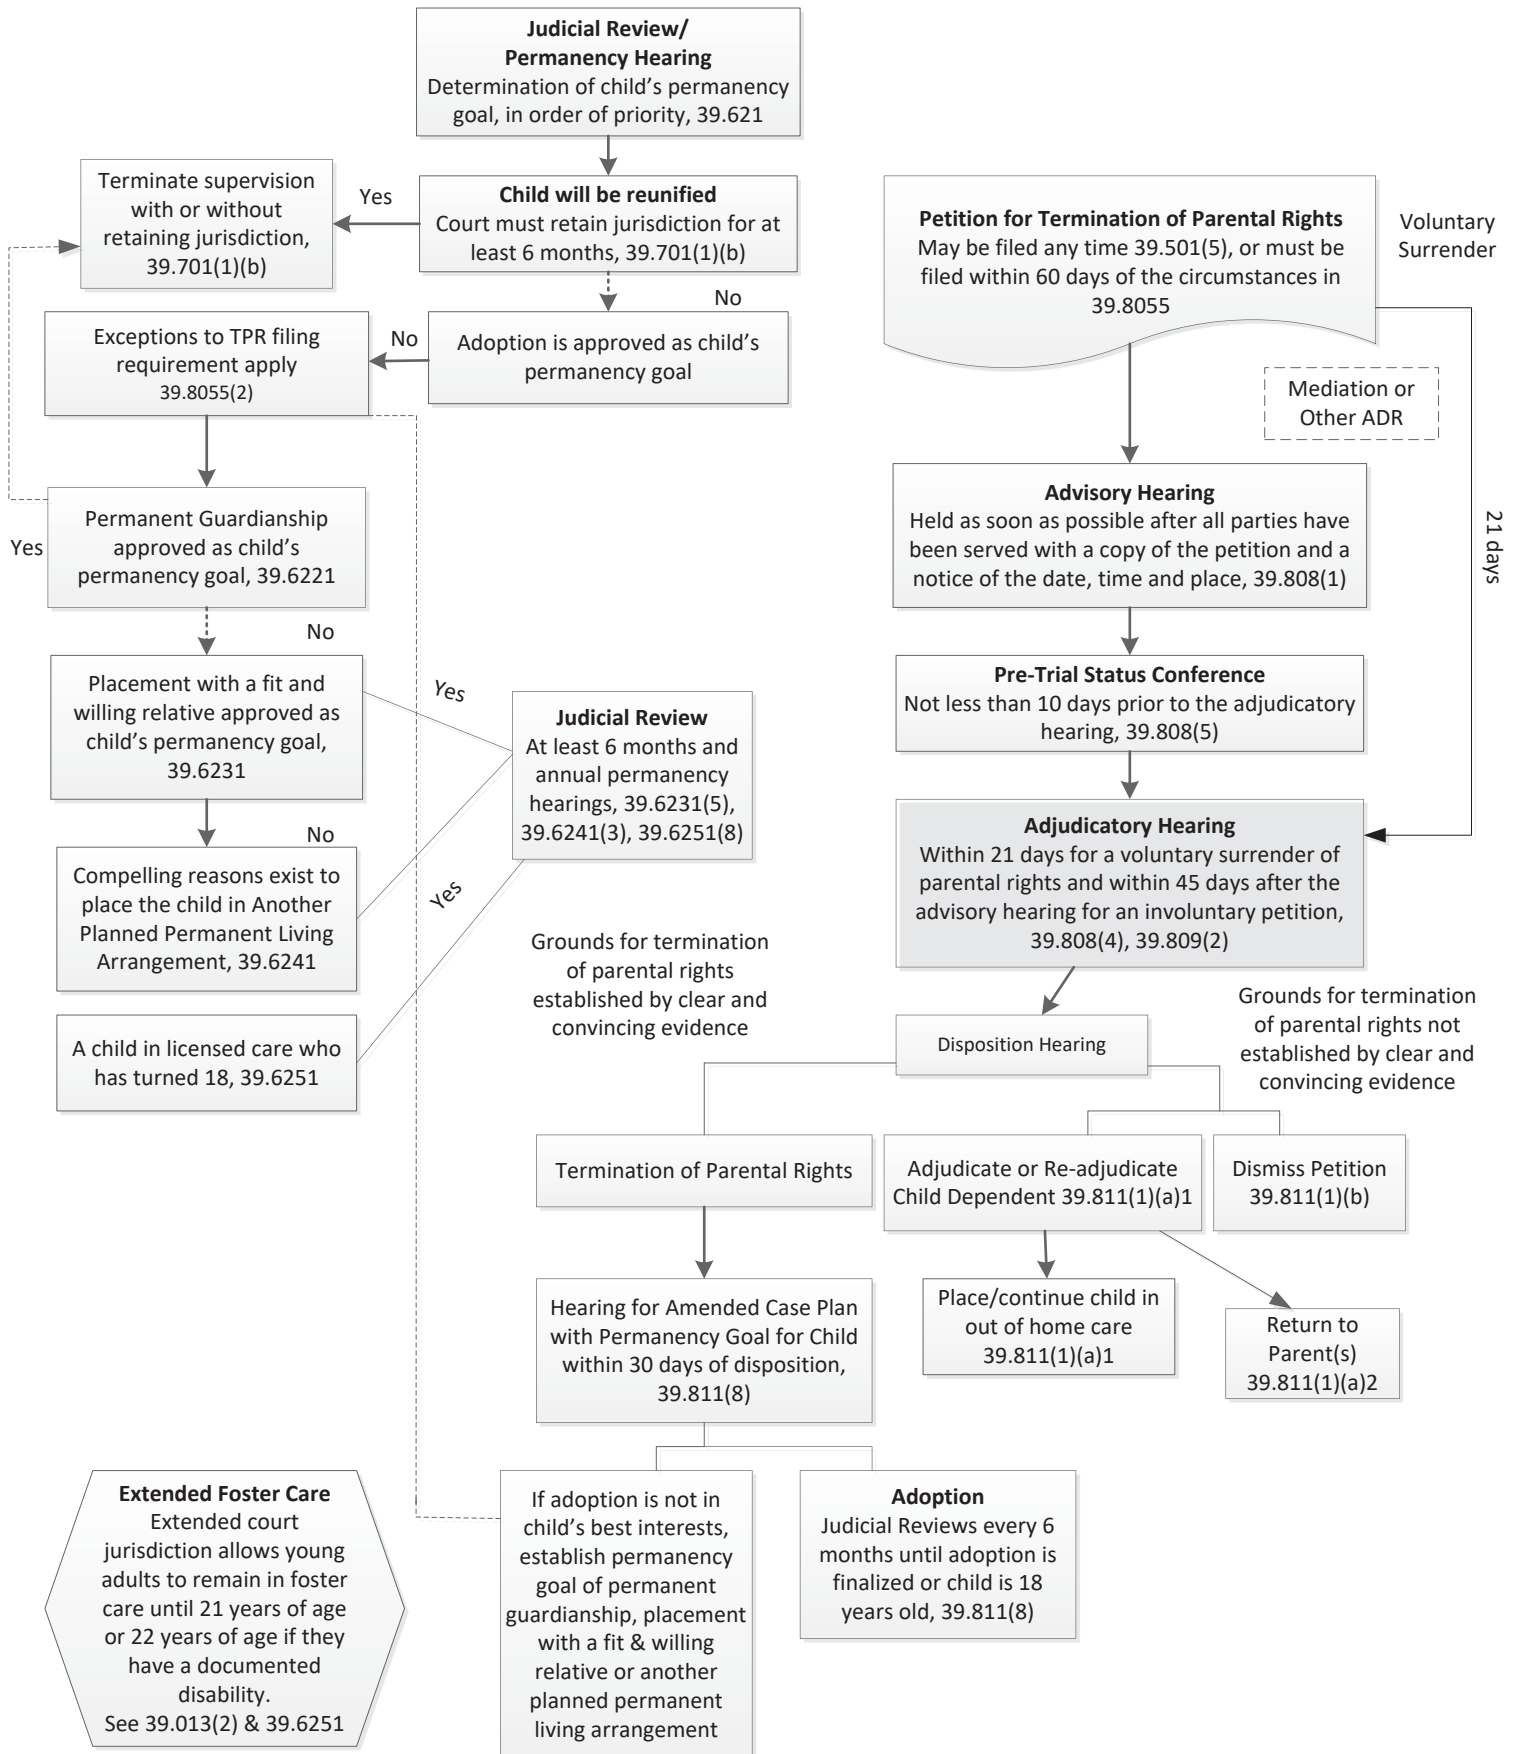 Judicial Review/
Permanency Hearing
Determination of child's permanency
goal, in order of priority, 39.621
Terminate supervision
with or without
retaining jurisdiction,
39.701(1)(b)
Yes
Child will be reunified
Court must retain jurisdiction for at
least 6 months, 39.701(1)(b)
No
Exceptions to TPR filing
requirement apply
39.8055(2)
No
Adoption is approved as child's
permanency goal
Yes
Permanent Guardianship
approved as child's
permanency goal, 39.6221
No
Placement with a fit and
willing relative approved as
child's permanency goal,
39.6231
Yes
No
Judicial Review
At least 6 months and
annual permanency
hearings, 39.6231(5),
39.6241(3), 39.6251(8)
Compelling reasons exist to
place the child in Another
Planned Permanent Living
Arrangement, 39.6241
Yes
A child in licensed care who
has turned 18, 39.6251
Petition for Termination of Parental Rights
May be filed any time 39.501(5), or must be
filed within 60 days of the circumstances in
39.8055
Voluntary
Surrender
Mediation or
Other ADR
21 days
Advisory Hearing
Held as soon as possible after all parties have
been served with a copy of the petition and a
notice of the date, time and place, 39.808(1)
Pre-Trial Status Conference
Not less than 10 days prior to the adjudicatory
hearing, 39.808(5)
Adjudicatory Hearing
Within 21 days for a voluntary surrender of
parental rights and within 45 days after the
advisory hearing for an involuntary petition,
39.808(4), 39.809(2)
Grounds for termination
of parental rights
established by clear and
convincing evidence
Disposition Hearing
Grounds for termination
of parental rights not
established by clear and
convincing evidence
Termination of Parental Rights
Adjudicate or Re-adjudicate
Child Dependent 39.811(1)(a)1
Dismiss Petition
39.811(1)(b)
Hearing for Amended Case Plan
with Permanency Goal for Child
within 30 days of disposition,
39.811(8)
Place/continue child in
out of home care
39.811(1)(a)1
Return to
Parent(s)
39.811(1)(a)2
Extended Foster Care
Extended court
jurisdiction allows young
adults to remain in foster
care until 21 years of age
or 22 years of age if they
have a documented
disability.
See 39.013(2) & 39.6251
If adoption is not in
child's best interests,
establish permanency
goal of permanent
guardianship, placement
with a fit & willing
relative or another
planned permanent
living arrangement
Adoption
Judicial Reviews every 6
months until adoption is
finalized or child is 18
years old, 39.811(8)